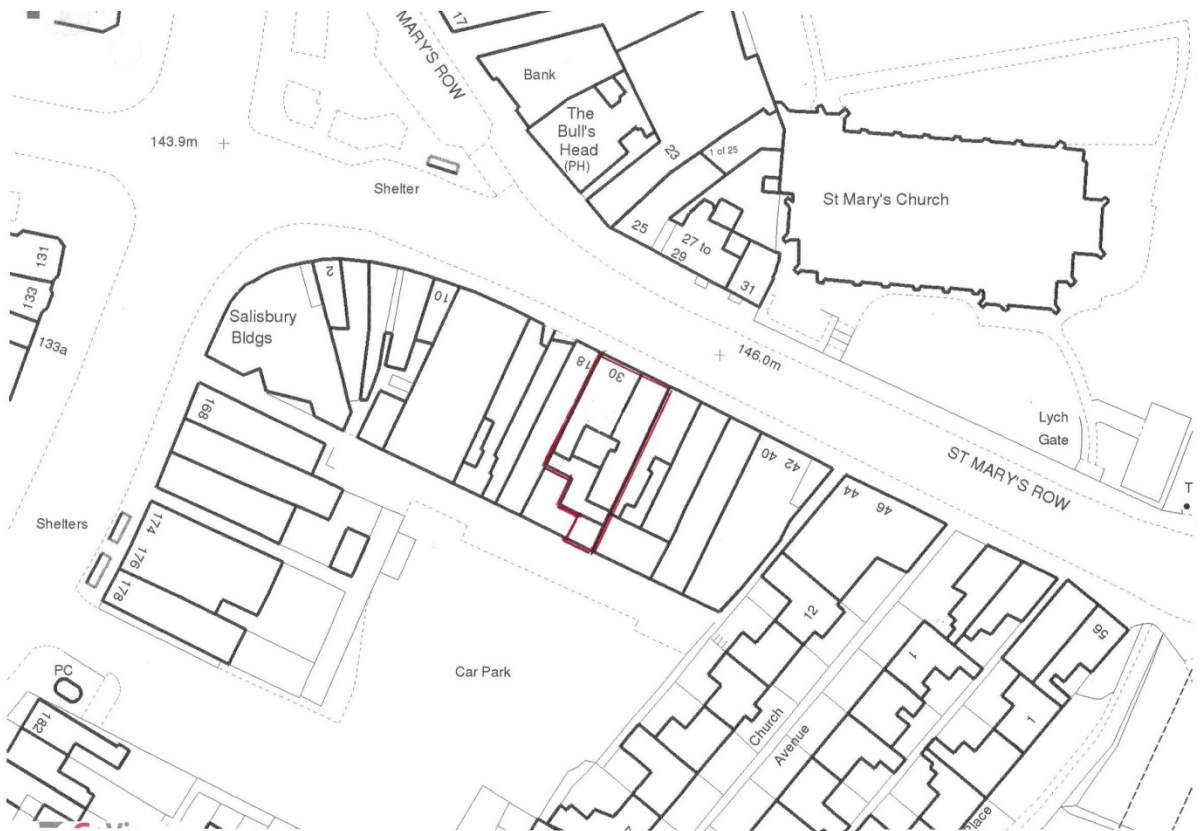 17
MARY'S ROW
Bank
The
Bull's
Head
(PH)
143.9m
Shelter
23
1 of 25
St Mary's Church
25
27 to
29
31
131
133
133a
2
Salisbury
Bldgs
10
18
30
146.0m
Lych
Gate
ST MARY'S ROW
T
168
40
42
44
46
Shelters
174
176
178
12
56
1
1
PC
Car Park
Church
Avenue
182
Place